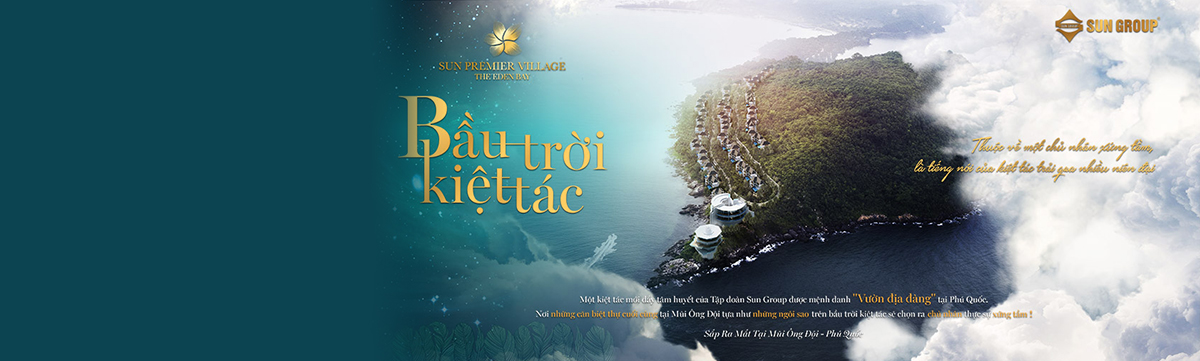 SUN GROUP
SUN PREMIER VILLAGE
THE EDEN BAY
Bầu trời
kiệt tác
Thuộc về một chủ nhân xứng tầm,
là tiếng nói của kiệt tác trải qua nhiều niên đại
Một kiệt tác mới đầy tâm huyết của Tập đoàn Sun Group được mệnh danh "Vườn địa đàng" tại Phú Quốc.
Nơi những căn biệt thự cuối cùng tại Mũi Ông Đội tựa như những ngôi sao trên bầu trời kiệt tác sẽ chọn ra chủ nhân thực sự xứng tầm !
Sắp Ra Mắt Tại Mũi Ông Đội - Phú Quốc